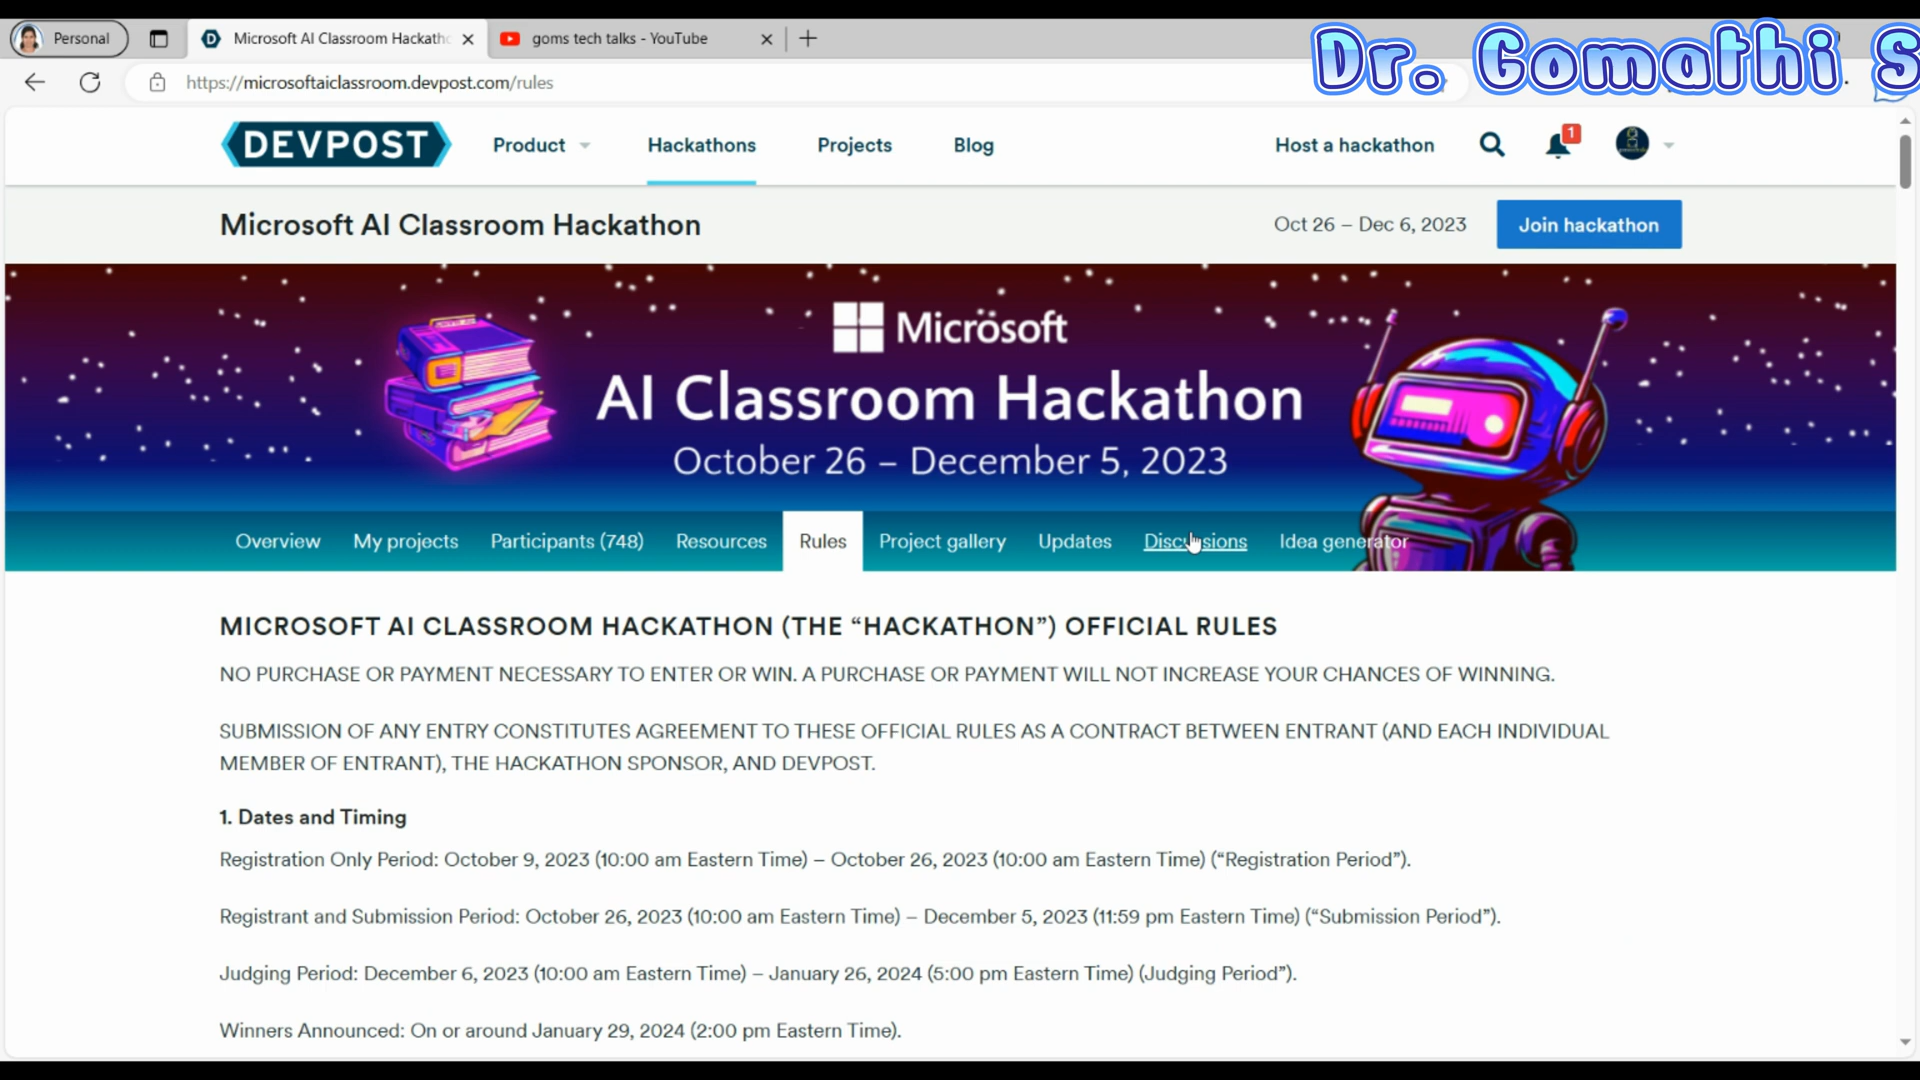 Personal
Microsoft AI Classroom Hackatho
goms tech talks - YouTube
Dr. Gomathi S
https://microsoftaiclassroom.devpost.com/rules
DEVPOST
Product
Hackathons
Projects
Blog
Host a hackathon
1
Microsoft AI Classroom Hackathon
Oct 26 – Dec 6, 2023
Join hackathon
Microsoft
AI Classroom Hackathon
October 26 – December 5, 2023
Overview
My projects
Participants (748)
Resources
Rules
Project gallery
Updates
Discussions
Idea generator
MICROSOFT AI CLASSROOM HACKATHON (THE “HACKATHON”) OFFICIAL RULES
NO PURCHASE OR PAYMENT NECESSARY TO ENTER OR WIN. A PURCHASE OR PAYMENT WILL NOT INCREASE YOUR CHANCES OF WINNING.
SUBMISSION OF ANY ENTRY CONSTITUTES AGREEMENT TO THESE OFFICIAL RULES AS A CONTRACT BETWEEN ENTRANT (AND EACH INDIVIDUAL
MEMBER OF ENTRANT), THE HACKATHON SPONSOR, AND DEVPOST.
1. Dates and Timing
Registration Only Period: October 9, 2023 (10:00 am Eastern Time) – October 26, 2023 (10:00 am Eastern Time) (“Registration Period”).
Registrant and Submission Period: October 26, 2023 (10:00 am Eastern Time) – December 5, 2023 (11:59 pm Eastern Time) (“Submission Period”).
Judging Period: December 6, 2023 (10:00 am Eastern Time) – January 26, 2024 (5:00 pm Eastern Time) (Judging Period”).
Winners Announced: On or around January 29, 2024 (2:00 pm Eastern Time).